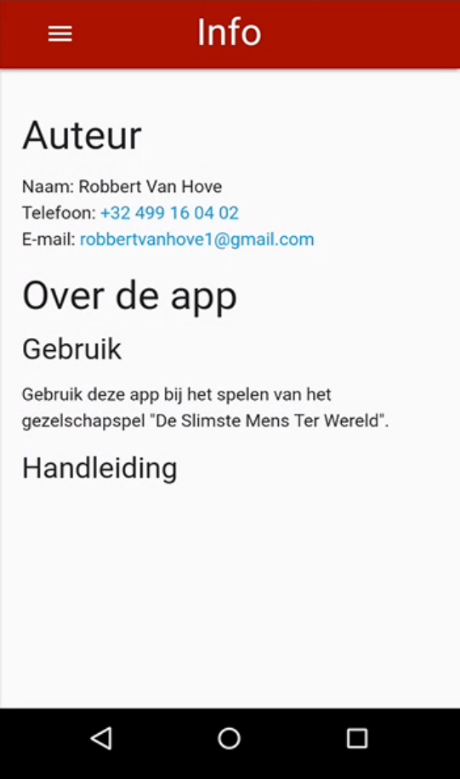 Info
Auteur
Naam: Robbert Van Hove
Telefoon: +32 499 16 04 02
E-mail: robbertvanhove1@gmail.com
Over de app
Gebruik
Gebruik deze app bij het spelen van het
gezelschapspel "De Slimste Mens Ter Wereld".
Handleiding